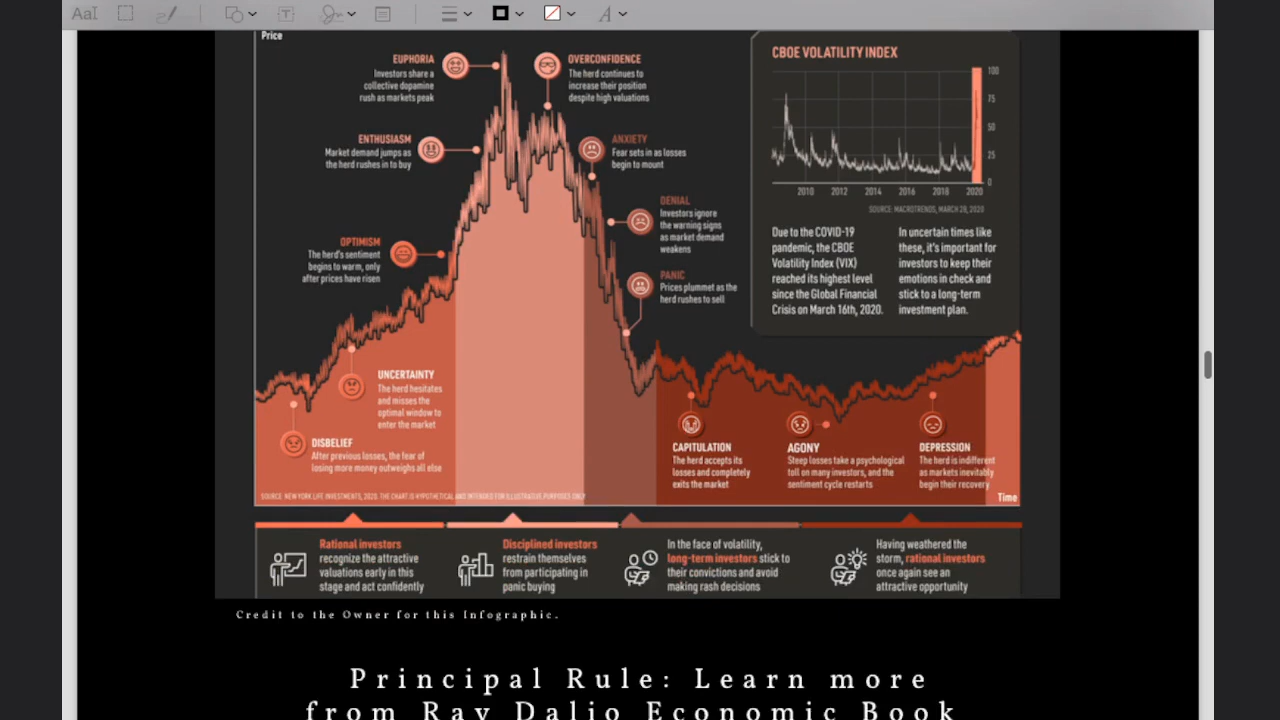 AaI
A
Price
EUPHORIA
Investors share a
collective dopamine
rush as markets peak
OVERCONFIDENCE
The herd continues to
increase their position
despite high valuations
ENTHUSIASM
Market demand jumps as
the herd rushes in to buy
ANXIETY
Fear sets in as losses
begin to mount
DENIAL
Investors ignore
the warning signs
as market demand
weakens
OPTIMISM
The herd's sentiment
begins to warm, only
after prices have risen
PANIC
Prices plummet as the
herd rushes to sell
UNCERTAINTY
The herd hesitates
and misses the
optimal window to
enter the market
DISBELIEF
After previous losses, the fear of
losing more money outweighs all else
CAPITULATION
The herd accepts its
losses and completely
exits the market
AGONY
Steep losses take a psychological
toll on many investors, and the
sentiment cycle restarts
DEPRESSION
The herd is indifferent
as markets inevitably
begin their recovery
Time
SOURCE: NEW YORK LIFE INVESTMENTS, 2020. THE CHART IS HYPOTHETICAL AND INTENDED FOR ILLUSTRATIVE PURPOSES ONLY
CBOE VOLATILITY INDEX
100
75
50
25
0
2010 2012 2014 2016 2018 2020
SOURCE: MACROTRENDS, MARCH 28, 2020
Due to the COVID-19
pandemic, the CBOE
Volatility Index (VIX)
reached its highest level
since the Global Financial
Crisis on March 16th, 2020.
In uncertain times like
these, it's important for
investors to keep their
emotions in check and
stick to a long-term
investment plan.
Rational investors
recognize the attractive
valuations early in this
stage and act confidently
Disciplined investors
restrain themselves
from participating in
panic buying
In the face of volatility,
long-term investors stick to
their convictions and avoid
making rash decisions
Having weathered the
storm, rational investors
once again see an
attractive opportunity
Credit to the Owner for this Infographic.
Principal Rule: Learn more
from Ray Dalio Economic Book